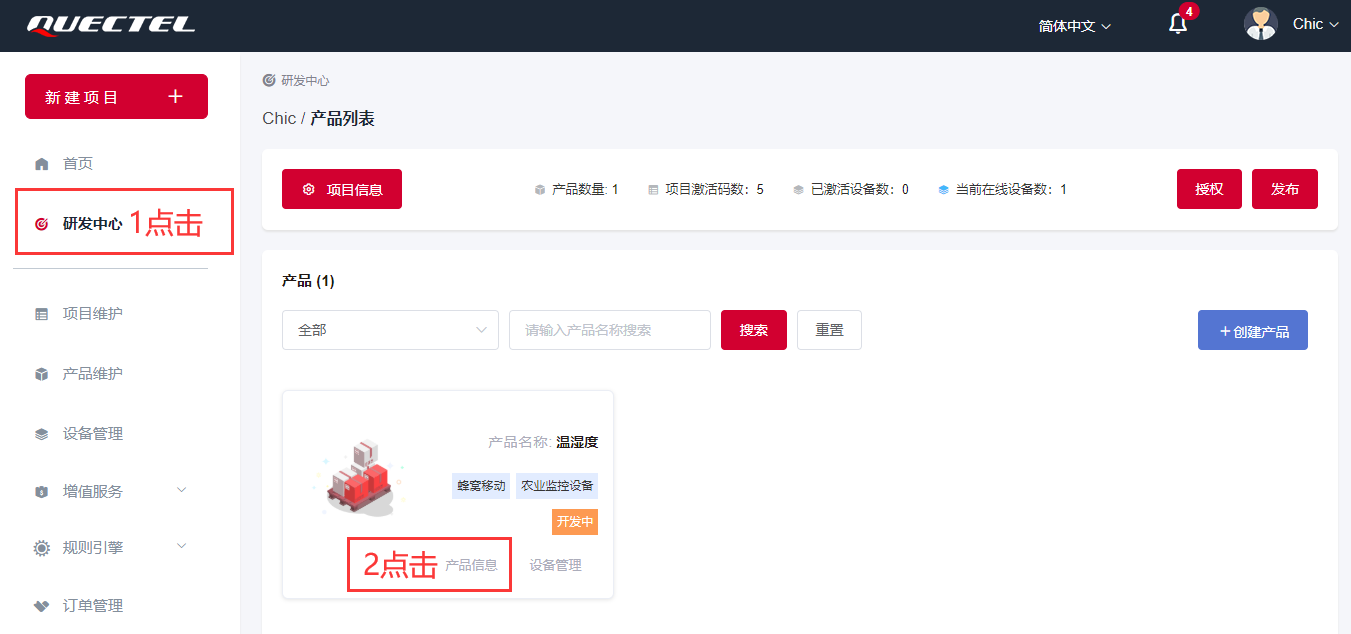 QUECTEL
简体中文
4
Chic
新建项目 +
首页
研发中心 1点击
项目维护
产品维护
设备管理
增值服务
规则引擎
订单管理
研发中心
Chic / 产品列表
项目信息
产品数量: 1
项目激活码数： 5
已激活设备数： 0
当前在线设备数： 1
授权
发布
产品 (1)
全部
请输入产品名称搜索
搜索
重置
+ 创建产品
产品名称: 温湿度
蜂窝移动
农业监控设备
开发中
2点击 产品信息
设备管理